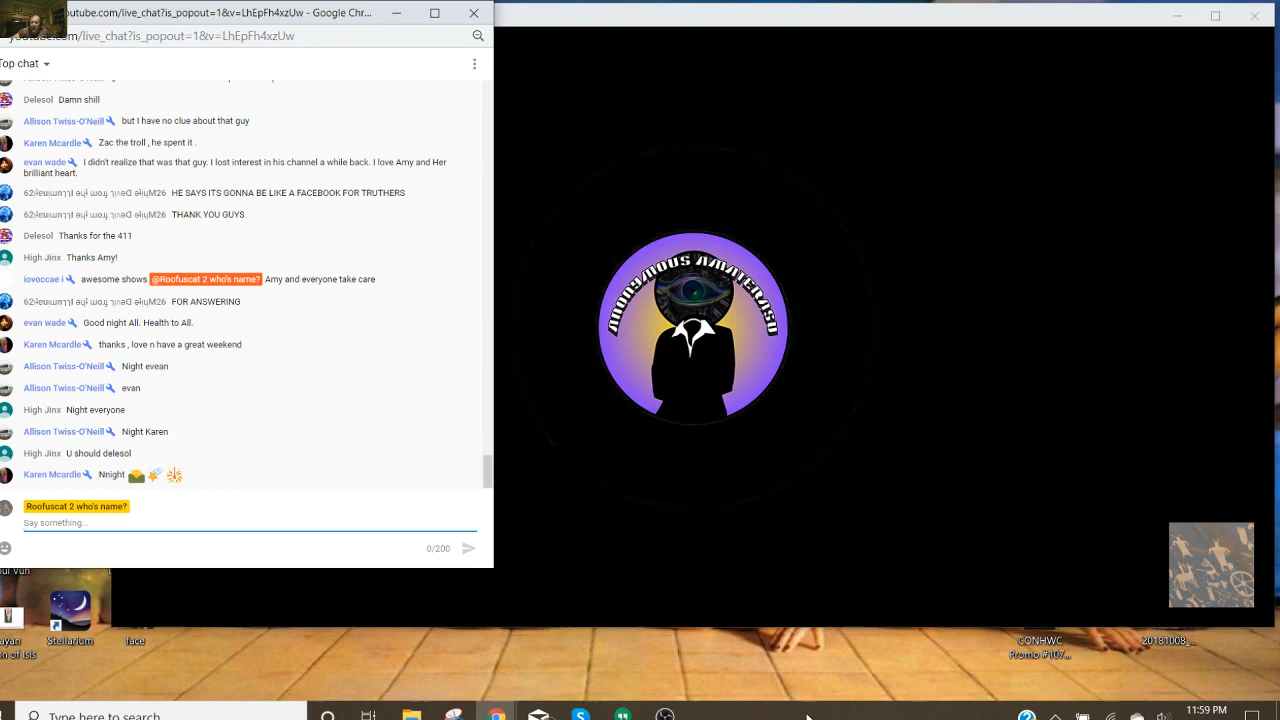 youtube.com/live_chat?is_popout=1&v=LhEpFh4xzUw - Google Chr...
youtube.com/live_chat?is_popout=1&v=LhEpFh4xzUw
Top chat
Delesol Damn shill
Allison Twiss-O'Neill but I have no clue about that guy
Karen Mcardle Zac the troll , he spent it .
evan wade I didn't realize that was that guy. I lost interest in his channel a while back. I love Amy and Her
brilliant heart.
HE SAYS ITS GONNA BE LIKE A FACEBOOK FOR TRUTHERS
THANK YOU GUYS
Delesol Thanks for the 411
High Jinx Thanks Amy!
iovoccae i awesome shows @Roofuscat 2 who's name? Amy and everyone take care
FOR ANSWERING
evan wade Good night All. Health to All.
Karen Mcardle thanks , love n have a great weekend
Allison Twiss-O'Neill Night evean
Allison Twiss-O'Neill evan
High Jinx Night everyone
Allison Twiss-O'Neill Night Karen
High Jinx U should delesol
Karen Mcardle Nnight
Roofuscat 2 who's name?
Say something...
0/200
ANONYMOUS AMATERASU
Stellarium
face
on of Isis
CONHWC
Promo #107...
20181008_...
Type here to search
11:59 PM